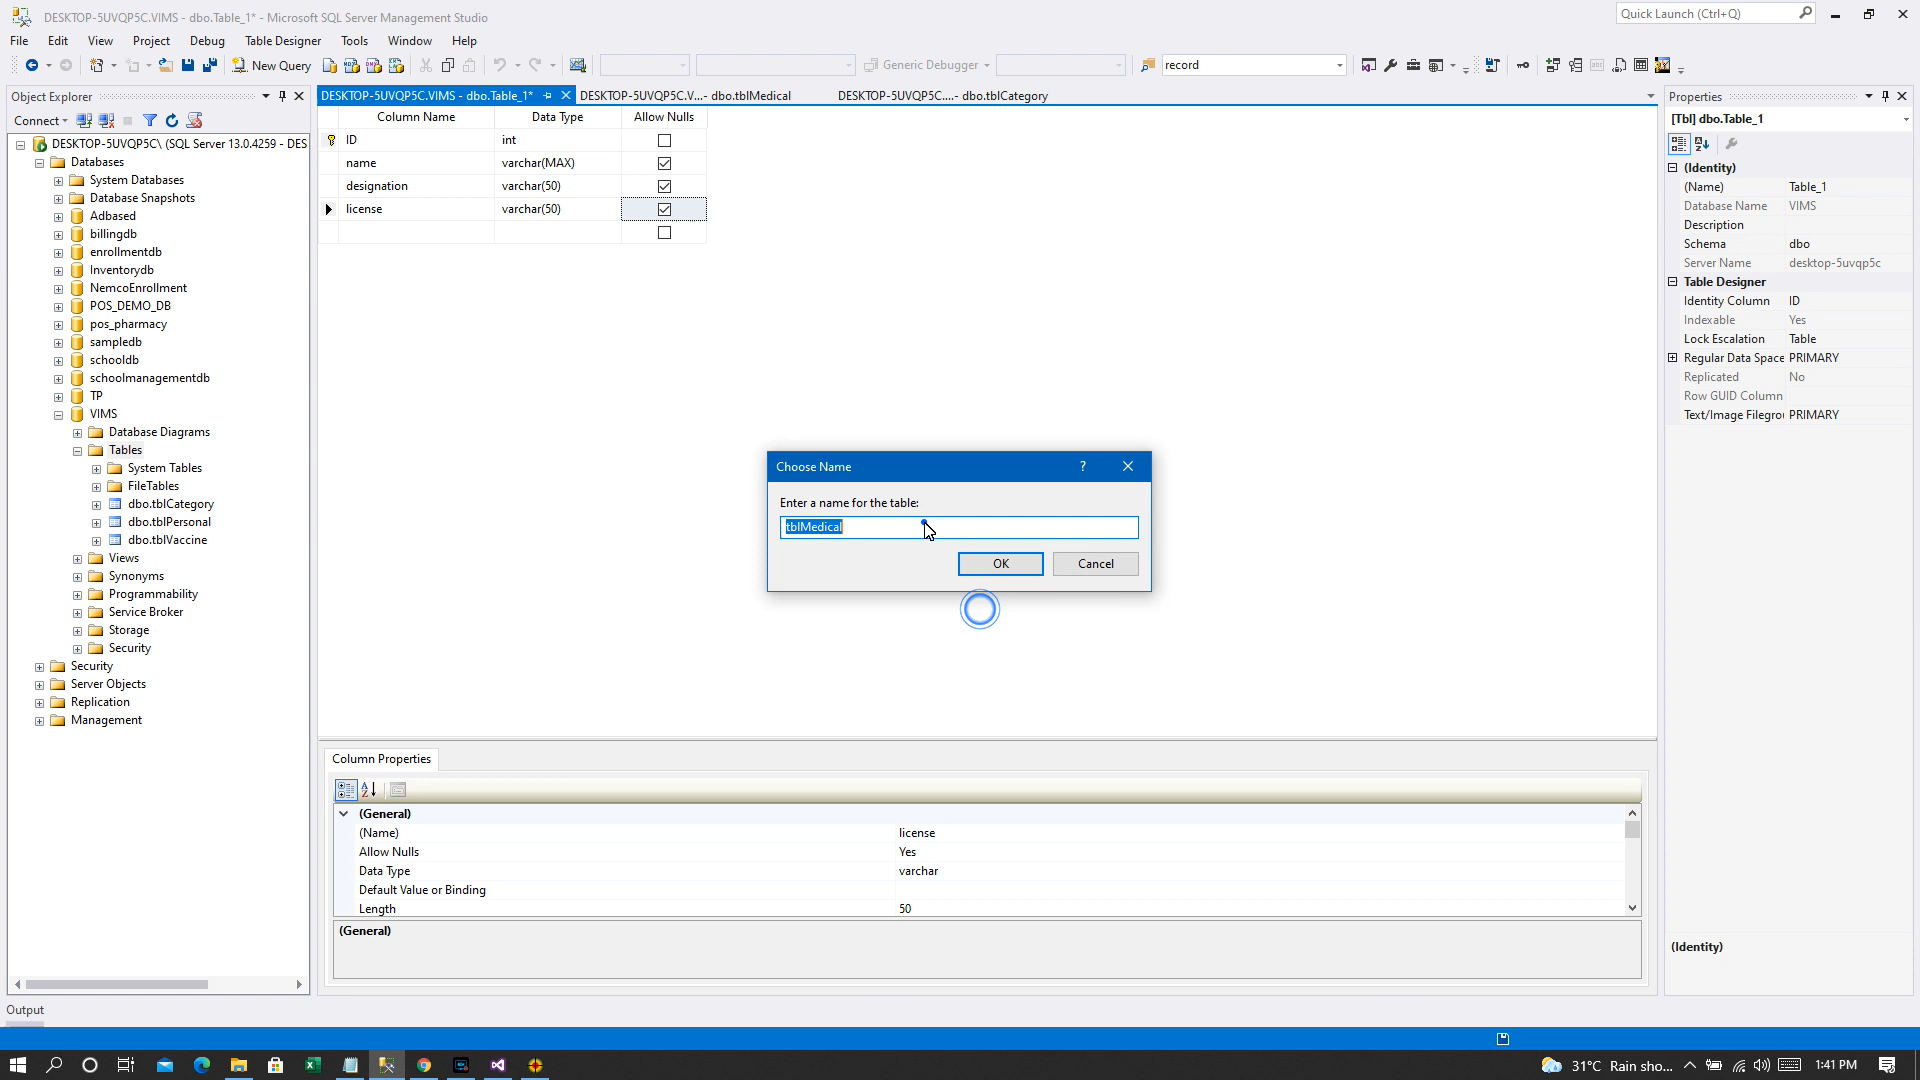 DESKTOP-5UVQP5C.VIMS - dbo.Table_1* - Microsoft SQL Server Management Studio
Quick Launch (Ctrl+Q)
File Edit View Project Debug Table Designer Tools Window Help
New Query
Generic Debugger
record
Object Explorer
Connect
DESKTOP-5UVQP5C\ (SQL Server 13.0.4259 - DES
Databases
System Databases
Database Snapshots
Adbased
billingdb
enrollmentdb
Inventorydb
NemcoEnrollment
POS_DEMO_DB
pos_pharmacy
sampledb
schooldb
schoolmanagementdb
TP
VIMS
Database Diagrams
Tables
System Tables
FileTables
dbo.tblCategory
dbo.tblPersonal
dbo.tblVaccine
Views
Synonyms
Programmability
Service Broker
Storage
Security
Security
Server Objects
Replication
Management
DESKTOP-5UVQP5C.VIMS - dbo.Table_1*
DESKTOP-5UVQP5C.V...- dbo.tblMedical
DESKTOP-5UVQP5C....- dbo.tblCategory
Column Name Data Type Allow Nulls
ID int
name varchar(MAX)
designation varchar(50)
license varchar(50)
Choose Name
?
Enter a name for the table:
tblMedical
OK Cancel
Column Properties
(General)
(Name) license
Allow Nulls Yes
Data Type varchar
Default Value or Binding
Length 50
(General)
Properties
[Tbl] dbo.Table_1
(Identity)
(Name) Table_1
Database Name VIMS
Description
Schema dbo
Server Name desktop-5uvqp5c
Table Designer
Identity Column ID
Indexable Yes
Lock Escalation Table
Regular Data Space PRIMARY
Replicated No
Row GUID Column
Text/Image Filegro PRIMARY
(Identity)
Output
31°C Rain sho...
1:41 PM